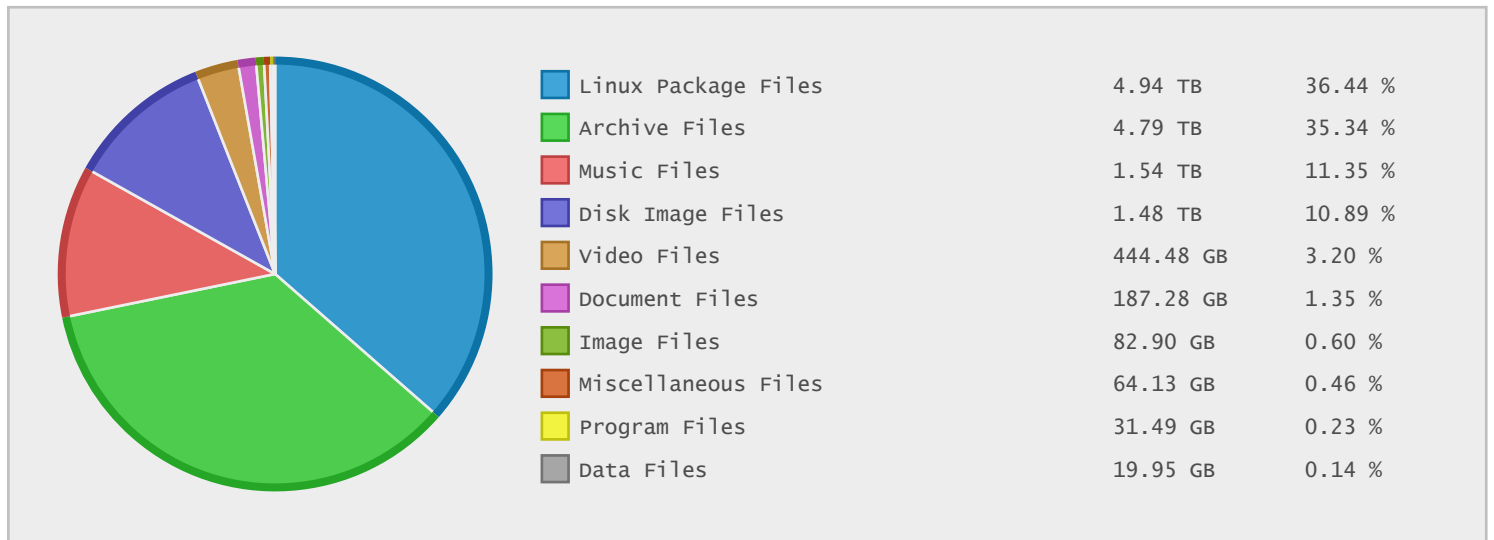 Linux Package Files 4.94 TB 36.44 %
Archive Files 4.79 TB 35.34 %
Music Files 1.54 TB 11.35 %
Disk Image Files 1.48 TB 10.89 %
Video Files 444.48 GB 3.20 %
Document Files 187.28 GB 1.35 %
Image Files 82.90 GB 0.60 %
Miscellaneous Files 64.13 GB 0.46 %
Program Files 31.49 GB 0.23 %
Data Files 19.95 GB 0.14 %